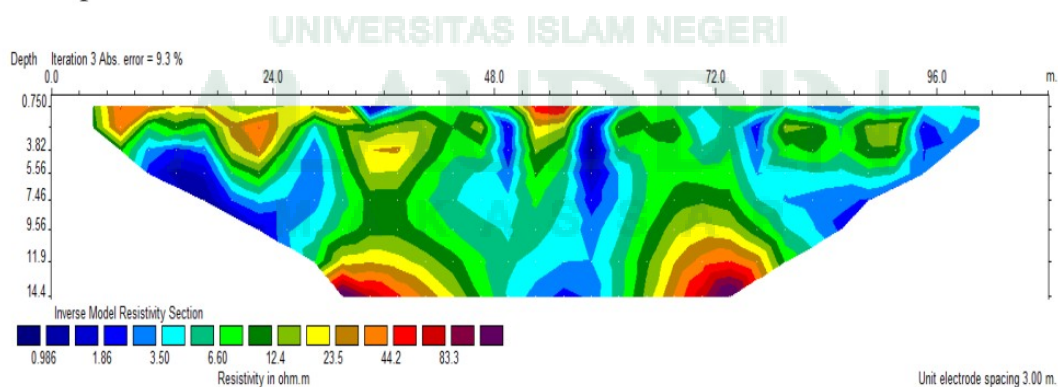 UNIVERSITAS ISLAM NEGERI
Depth Iteration 3 Abs. error = 9.3 %
0.0 24.0 48.0 72.0 96.0 m.
ALAUDDIN
0.750
3.82
5.56
7.46
M A K A S S A R
9.56
11.9
14.4
Inverse Model Resistivity Section
0.986 1.86 3.50 6.60 12.4 23.5 44.2 83.3
Resistivity in ohm.m
Unit electrode spacing 3.00 m.